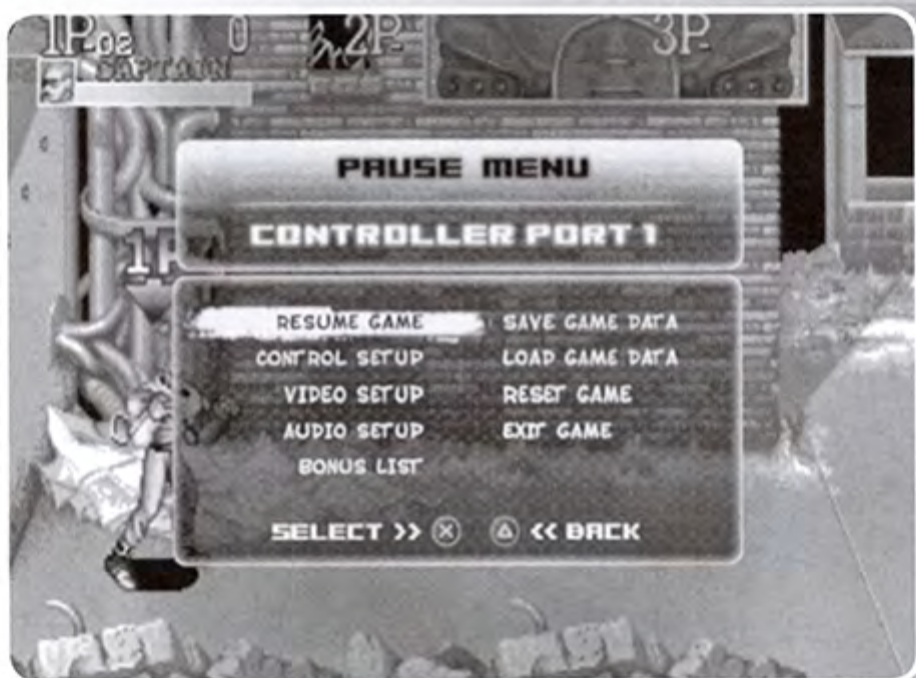 1P-02 0 2P- 3P-
CAPTAIN
PAUSE MENU
CONTROLLER PORT 1
1P
RESUME GAME SAVE GAME DATA
CONTROL SETUP LOAD GAME DATA
VIDEO SETUP RESET GAME
AUDIO SETUP EXIT GAME
BONUS LIST
SELECT >> Ⓧ △ << BACK